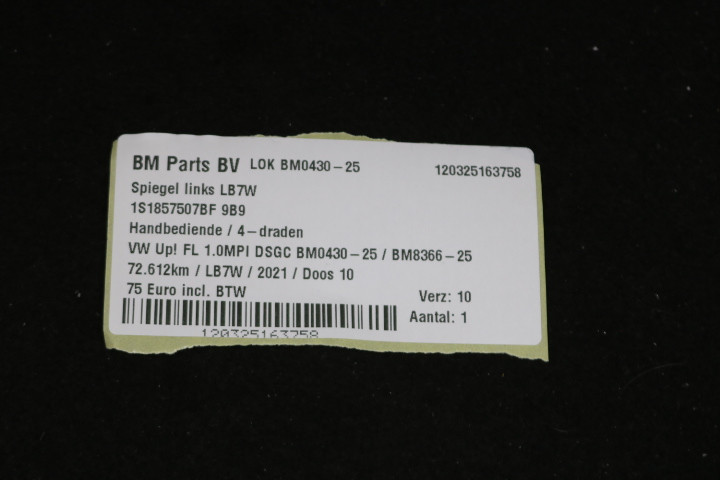 BM Parts BV LOK BM0430-25 120325163758
Spiegel links LB7W
1S1857507BF 9B9
Handbediende / 4-draden
VW Up! FL 1.0MPI DSGC BM0430-25 / BM8366-25
72.612km / LB7W / 2021 / Doos 10
75 Euro incl. BTW Verz: 10
Aantal: 1
120325163758